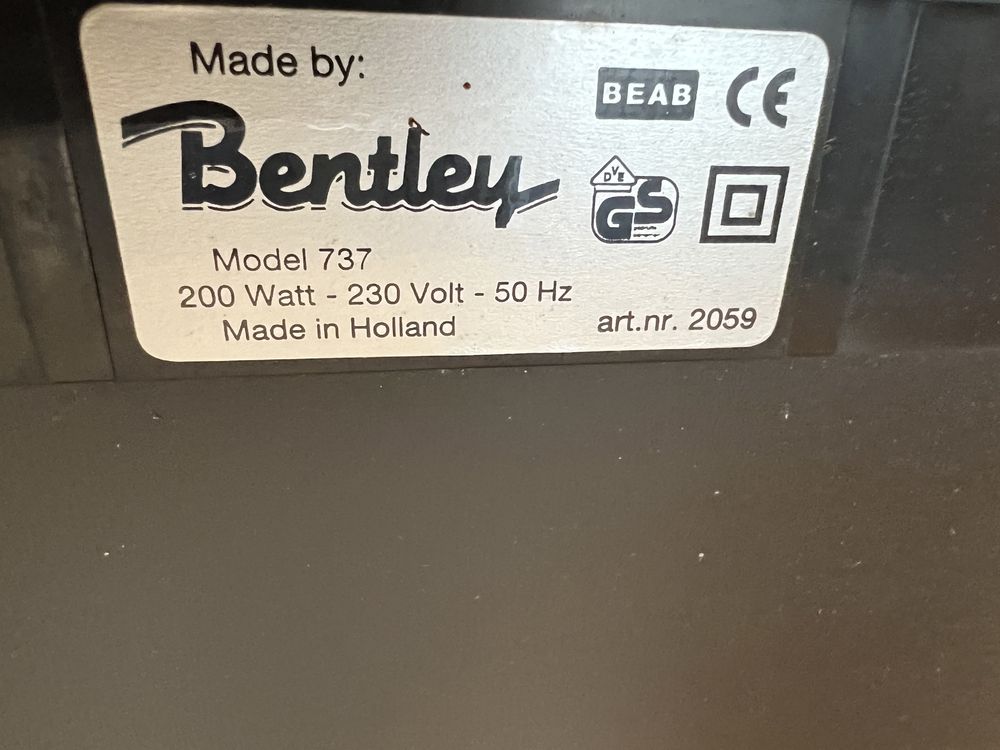 Made by:
Bentley
BEAB CE
DVE
GS
Model 737
200 Watt - 230 Volt - 50 Hz
Made in Holland
art.nr. 2059